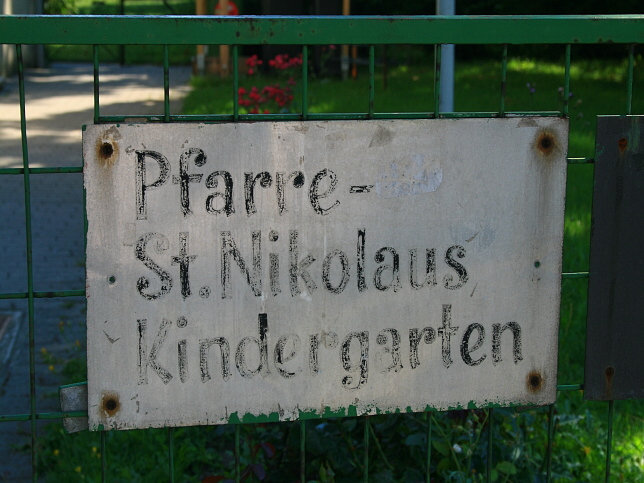 Pfarre-
St. Nikolaus
Kindergarten